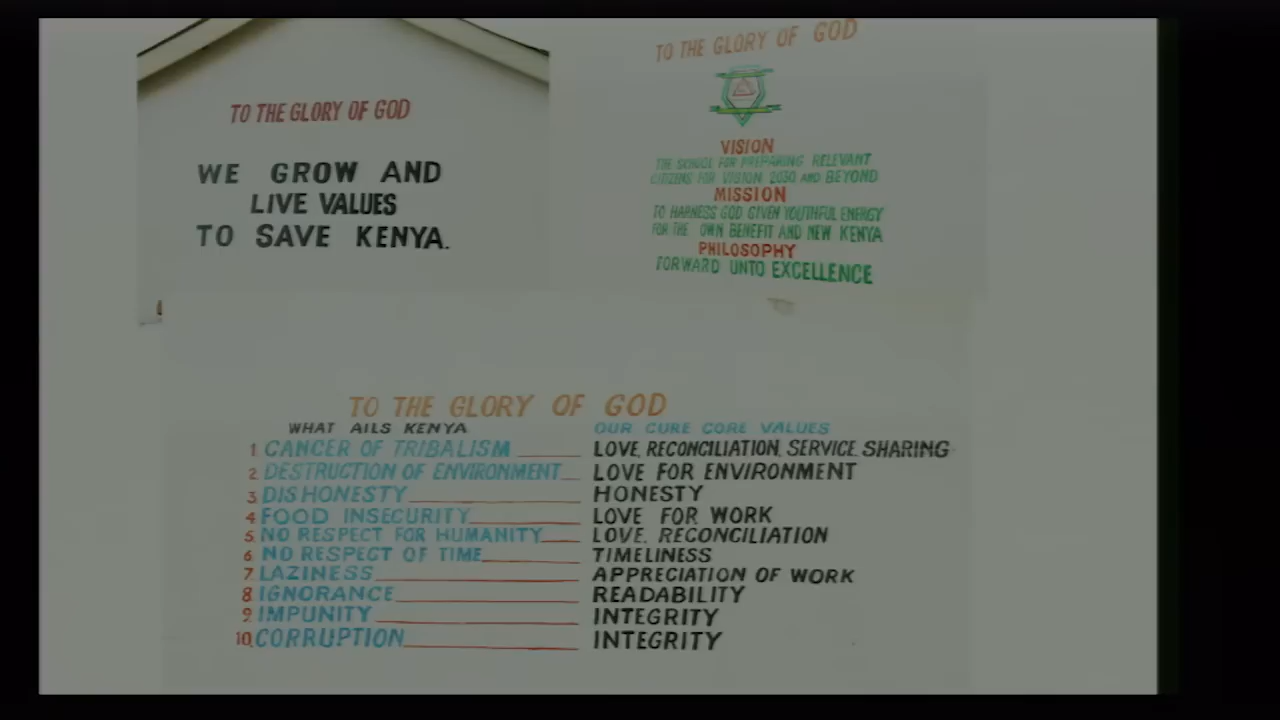 TO THE GLORY OF GOD
WE GROW AND
LIVE VALUES
TO SAVE KENYA.
TO THE GLORY OF GOD
VISION
THE SCHOOL FOR PREPARING RELEVANT
CITIZENS FOR VISION 2030 AND BEYOND
MISSION
TO HARNESS GOD GIVEN YOUTHFUL ENERGY
FOR THE OWN BENEFIT AND NEW KENYA
PHILOSOPHY
FORWARD UNTO EXCELLENCE
TO THE GLORY OF GOD
WHAT AILS KENYA OUR CURE CORE VALUES
1. CANCER OF TRIBALISM LOVE, RECONCILIATION, SERVICE, SHARING
2. DESTRUCTION OF ENVIRONMENT LOVE FOR ENVIRONMENT
3. DISHONESTY HONESTY
4. FOOD INSECURITY LOVE FOR WORK
5. NO RESPECT FOR HUMANITY LOVE, RECONCILIATION
6. NO RESPECT OF TIME TIMELINESS
7. LAZINESS APPRECIATION OF WORK
8. IGNORANCE READABILITY
9. IMPUNITY INTEGRITY
10. CORRUPTION INTEGRITY